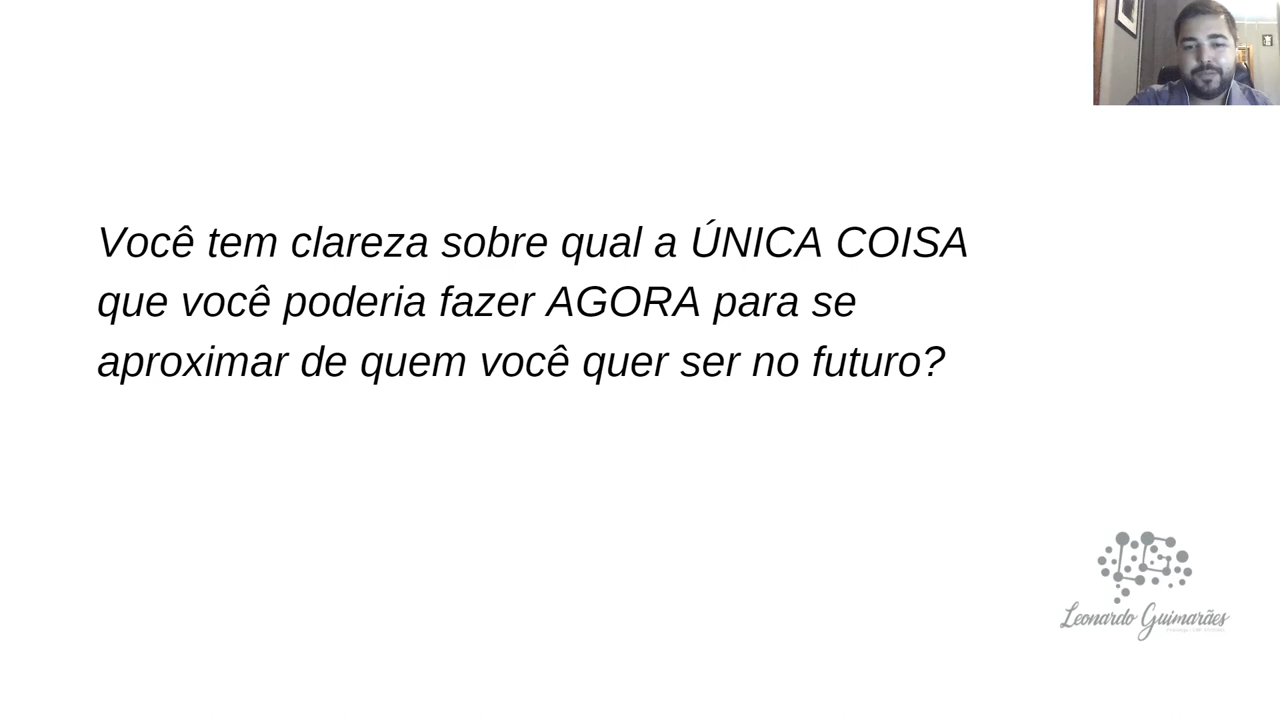 Você tem clareza sobre qual a ÚNICA COISA
que você poderia fazer AGORA para se
aproximar de quem você quer ser no futuro?
Leonardo Guimarães